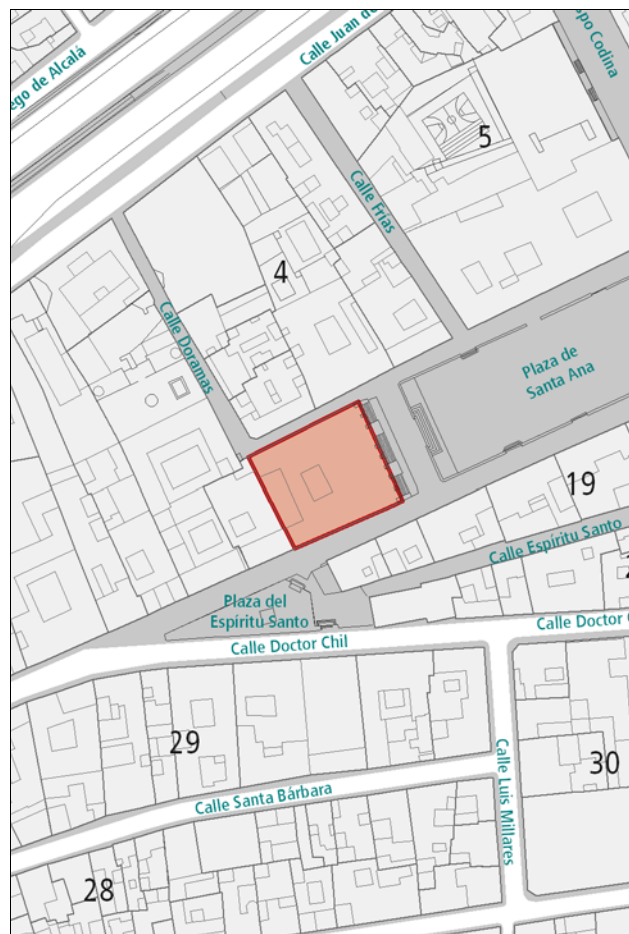 Calle Juan de
ego de Alcalá
opo Codina
5
Calle Frías
4
Calle Doramas
Plaza de
Santa Ana
19
Calle Espíritu Santo
Plaza del
Espíritu Santo
Calle Doctor Chil
Calle Doctor
29
30
Calle Luis Millares
Calle Santa Bárbara
28